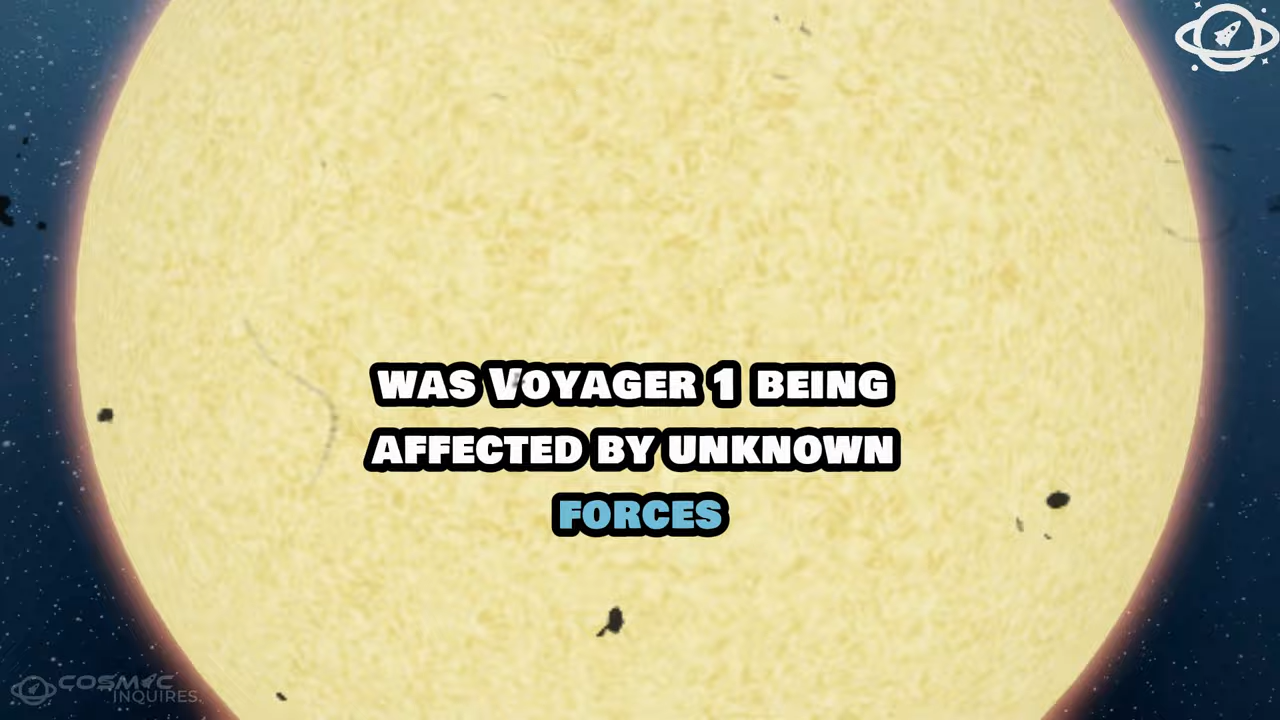 WAS VOYAGER 1 BEING
AFFECTED BY UNKNOWN
FORCES
COSMIC
INQUIRES.